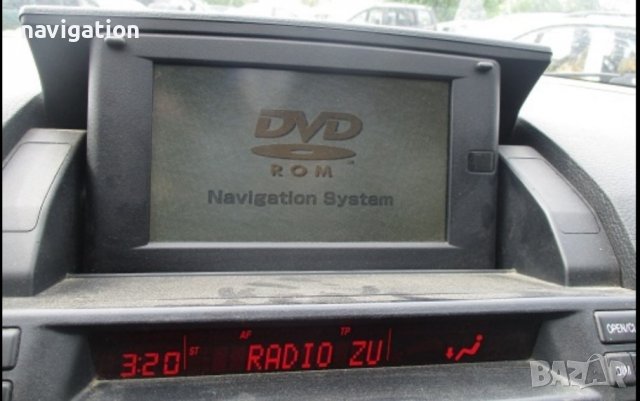 navigation
DVD
ROM
Navigation System
OPEN/CL
AF TP
3:20 ST RADIO ZU
BAZAR